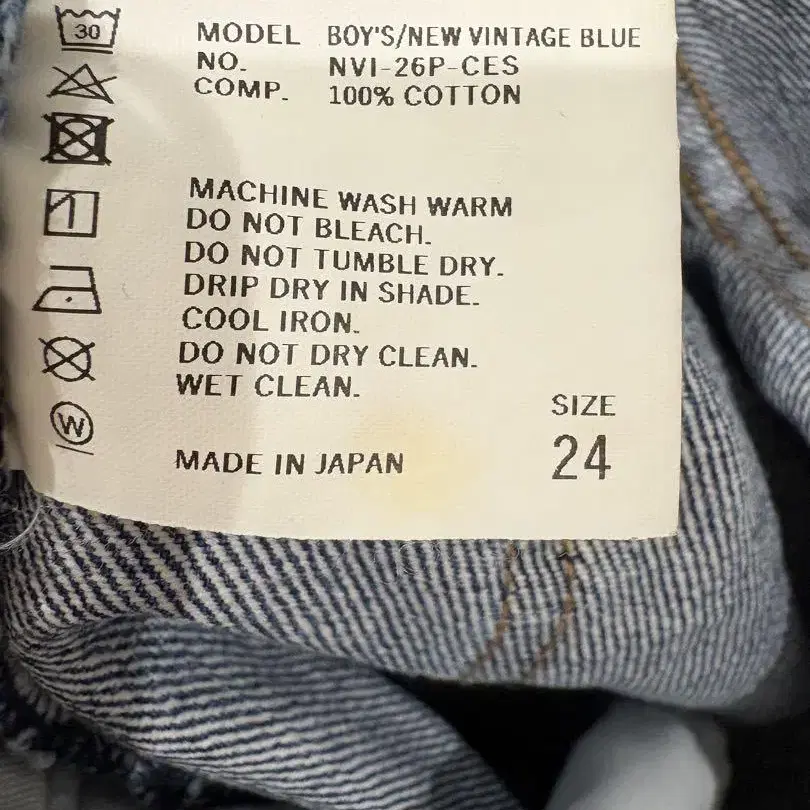 30
MODEL BOY'S/NEW VINTAGE BLUE
NO. NVI-26P-CES
COMP. 100% COTTON
MACHINE WASH WARM
DO NOT BLEACH.
DO NOT TUMBLE DRY.
DRIP DRY IN SHADE.
COOL IRON.
DO NOT DRY CLEAN.
WET CLEAN.
W
SIZE
24
MADE IN JAPAN